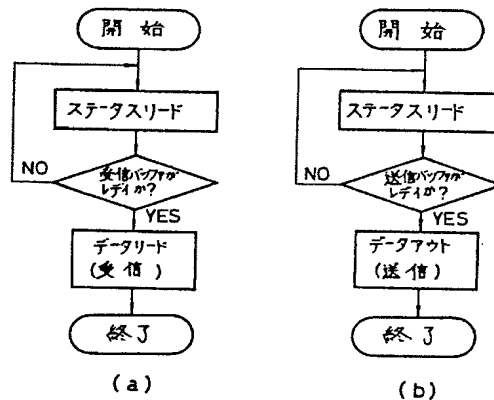 開始
ステータスリード
受信バッファが
レディか?
NO
YES
データリード
(受信)
終了
(a)
開始
ステータスリード
送信バッファが
レディか?
NO
YES
データアウト
(送信)
終了
(b)